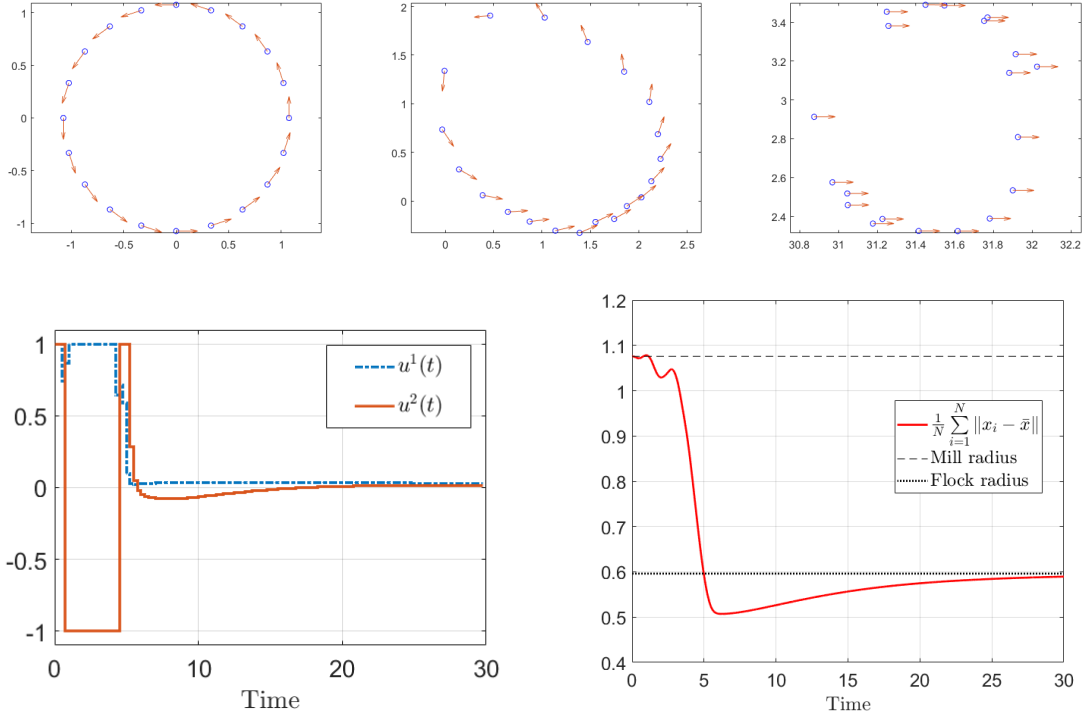 1
0.5
0
-0.5
-1
-1 -0.5 0 0.5 1
2
1.5
1
0.5
0
0 0.5 1 1.5 2 2.5
3.4
3.2
3
2.8
2.6
2.4
30.8 31 31.2 31.4 31.6 31.8 32 32.2
1
0.5
0
-0.5
-1
0 10 20 30
Time
u¹(t)
u²(t)
1.2
1.1
1
0.9
0.8
0.7
0.6
0.5
0.4
0 5 10 15 20 25 30
Time
1/N ∑_{i=1}^{N} ‖x_i − x̄‖
Mill radius
Flock radius